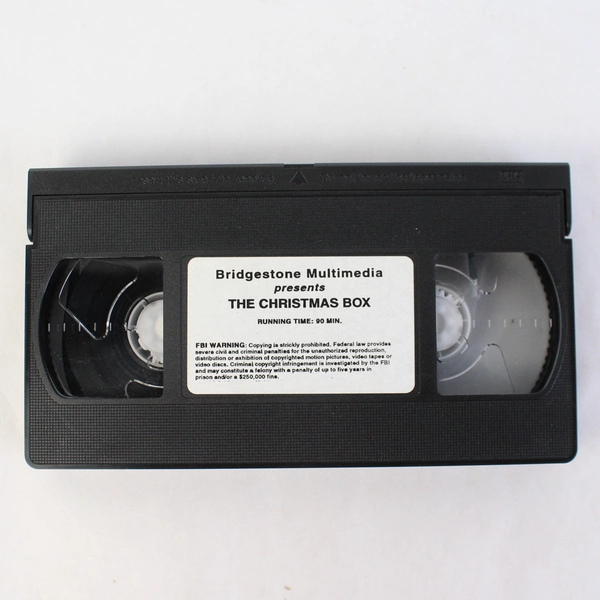 Bridgestone Multimedia
presents
THE CHRISTMAS BOX
RUNNING TIME: 90 MIN.
FBI WARNING: Copying is strictly prohibited. Federal law provides
severe civil and criminal penalties for the unauthorized reproduction,
distribution or exhibition of copyrighted motion pictures, video tapes or
video discs. Criminal copyright infringement is investigated by the FBI
and may constitute a felony with a penalty of up to five years in
prison and/or a $250,000 fine.